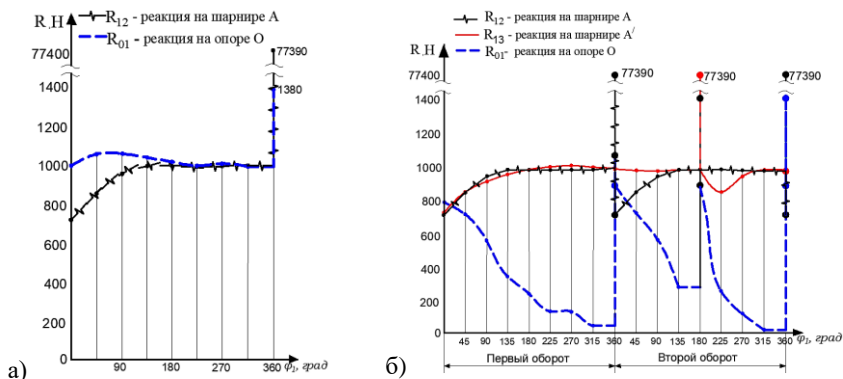 R,Н
R12 - реакция на шарнире А
R01 - реакция на опоре О
77400
77390
1400
1380
1200
1000
800
600
400
200
0
90 180 270 360 φ1, град
а)
R,Н
R12 - реакция на шарнире А
R13 - реакция на шарнире А/
R01- реакция на опоре О
77400
77390 77390 77390
1400
1200
1000
800
600
400
200
0
45 90 135 180 225 270 315 360 45 90 135 180 225 270 315 360 φ1, град
Первый оборот Второй оборот
б)